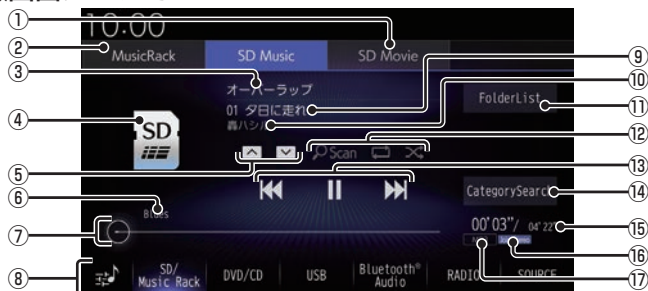 ①
10:00
②
MusicRack SD Music SD Movie
③
オーバーラップ
⑨
01 夕日に走れ
⑩
FolderList
⑪
④
SD
轟ハシル
⑫
Scan
⑤
⑬
⑥
Blues
CategorySearch
⑭
⑦
00'03"/ 04'22"
⑮
⑯
⑧
SD/
Music Rack
DVD/CD
USB
Bluetooth®
Audio
RADIO
SOURCE
⑰